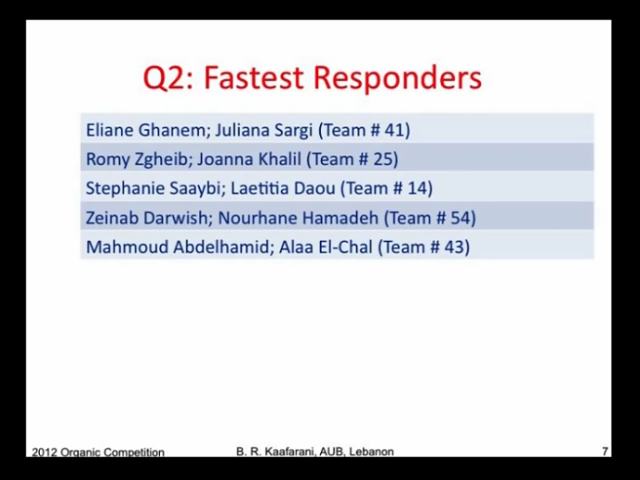 Q2: Fastest Responders
Eliane Ghanem; Juliana Sargi (Team # 41)
Romy Zgheib; Joanna Khalil (Team # 25)
Stephanie Saaybi; Laetitia Daou (Team # 14)
Zeinab Darwish; Nourhane Hamadeh (Team # 54)
Mahmoud Abdelhamid; Alaa El-Chal (Team # 43)
2012 Organic Competition B. R. Kaafarani, AUB, Lebanon 7